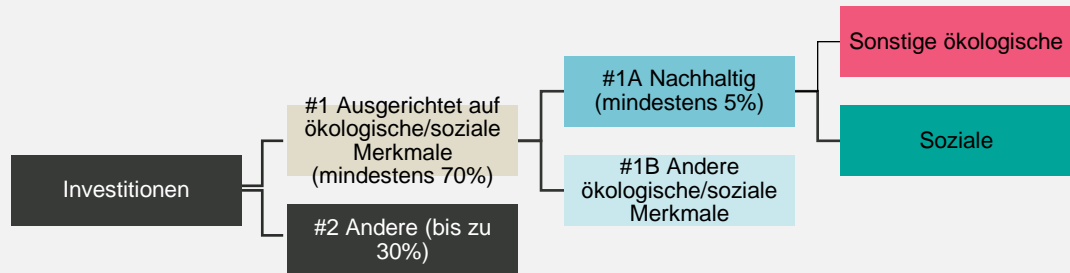 Investitionen
#1 Ausgerichtet auf
ökologische/soziale
Merkmale
(mindestens 70%)
#2 Andere (bis zu
30%)
#1A Nachhaltig
(mindestens 5%)
#1B Andere
ökologische/soziale
Merkmale
Sonstige ökologische
Soziale